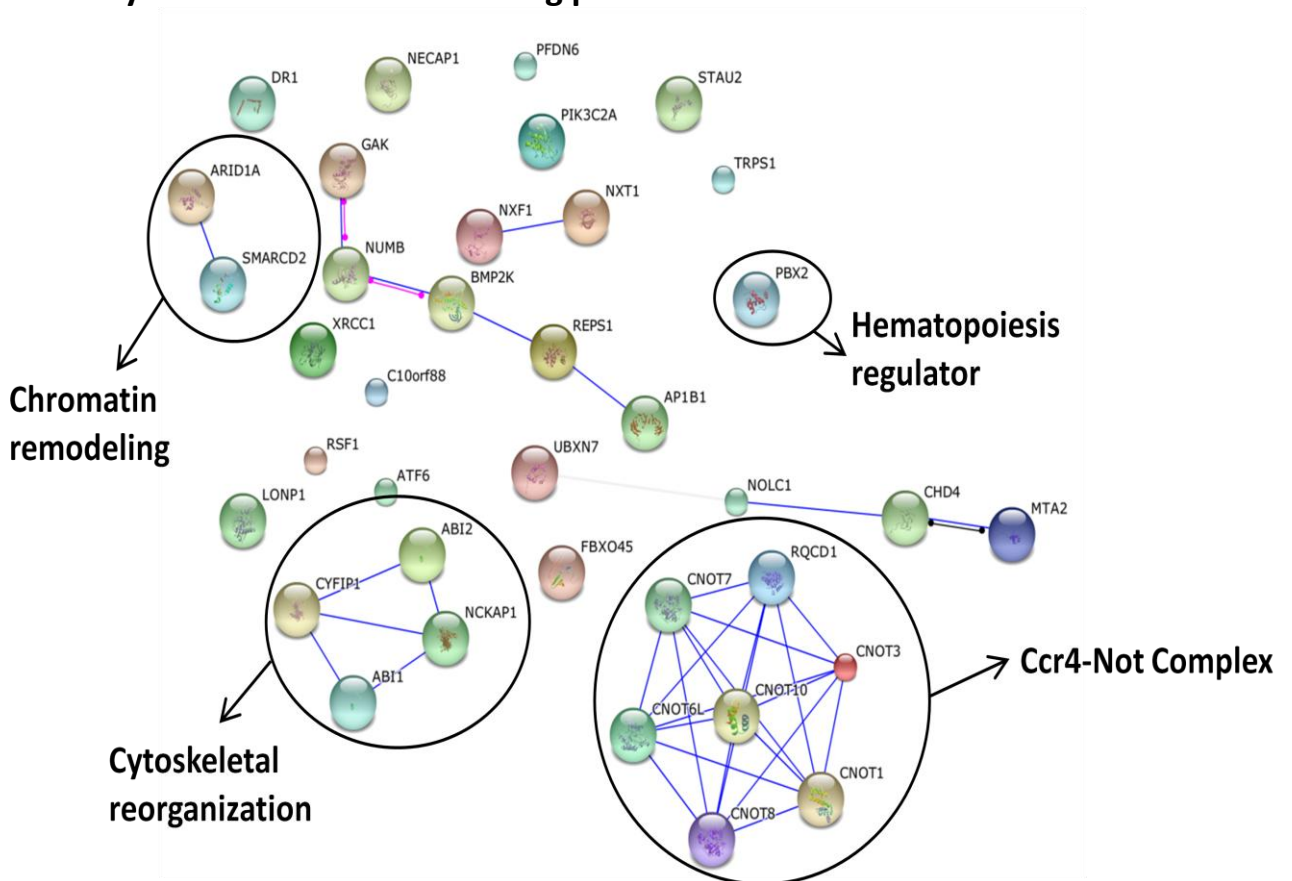 DR1
NECAP1
PFDN6
STAU2
PIK3C2A
GAK
ARID1A
TRPS1
NXF1
NXT1
SMARCD2
NUMB
BMP2K
PBX2
XRCC1
REPS1
Hematopoiesis
regulator
C10orf88
Chromatin
remodeling
AP1B1
RSF1
UBXN7
ATF6
LONP1
NOLC1
CHD4
MTA2
ABI2
FBXO45
RQCD1
CYFIP1
CNOT7
NCKAP1
CNOT3
Ccr4-Not Complex
ABI1
CNOT10
CNOT6L
Cytoskeletal
reorganization
CNOT1
CNOT8